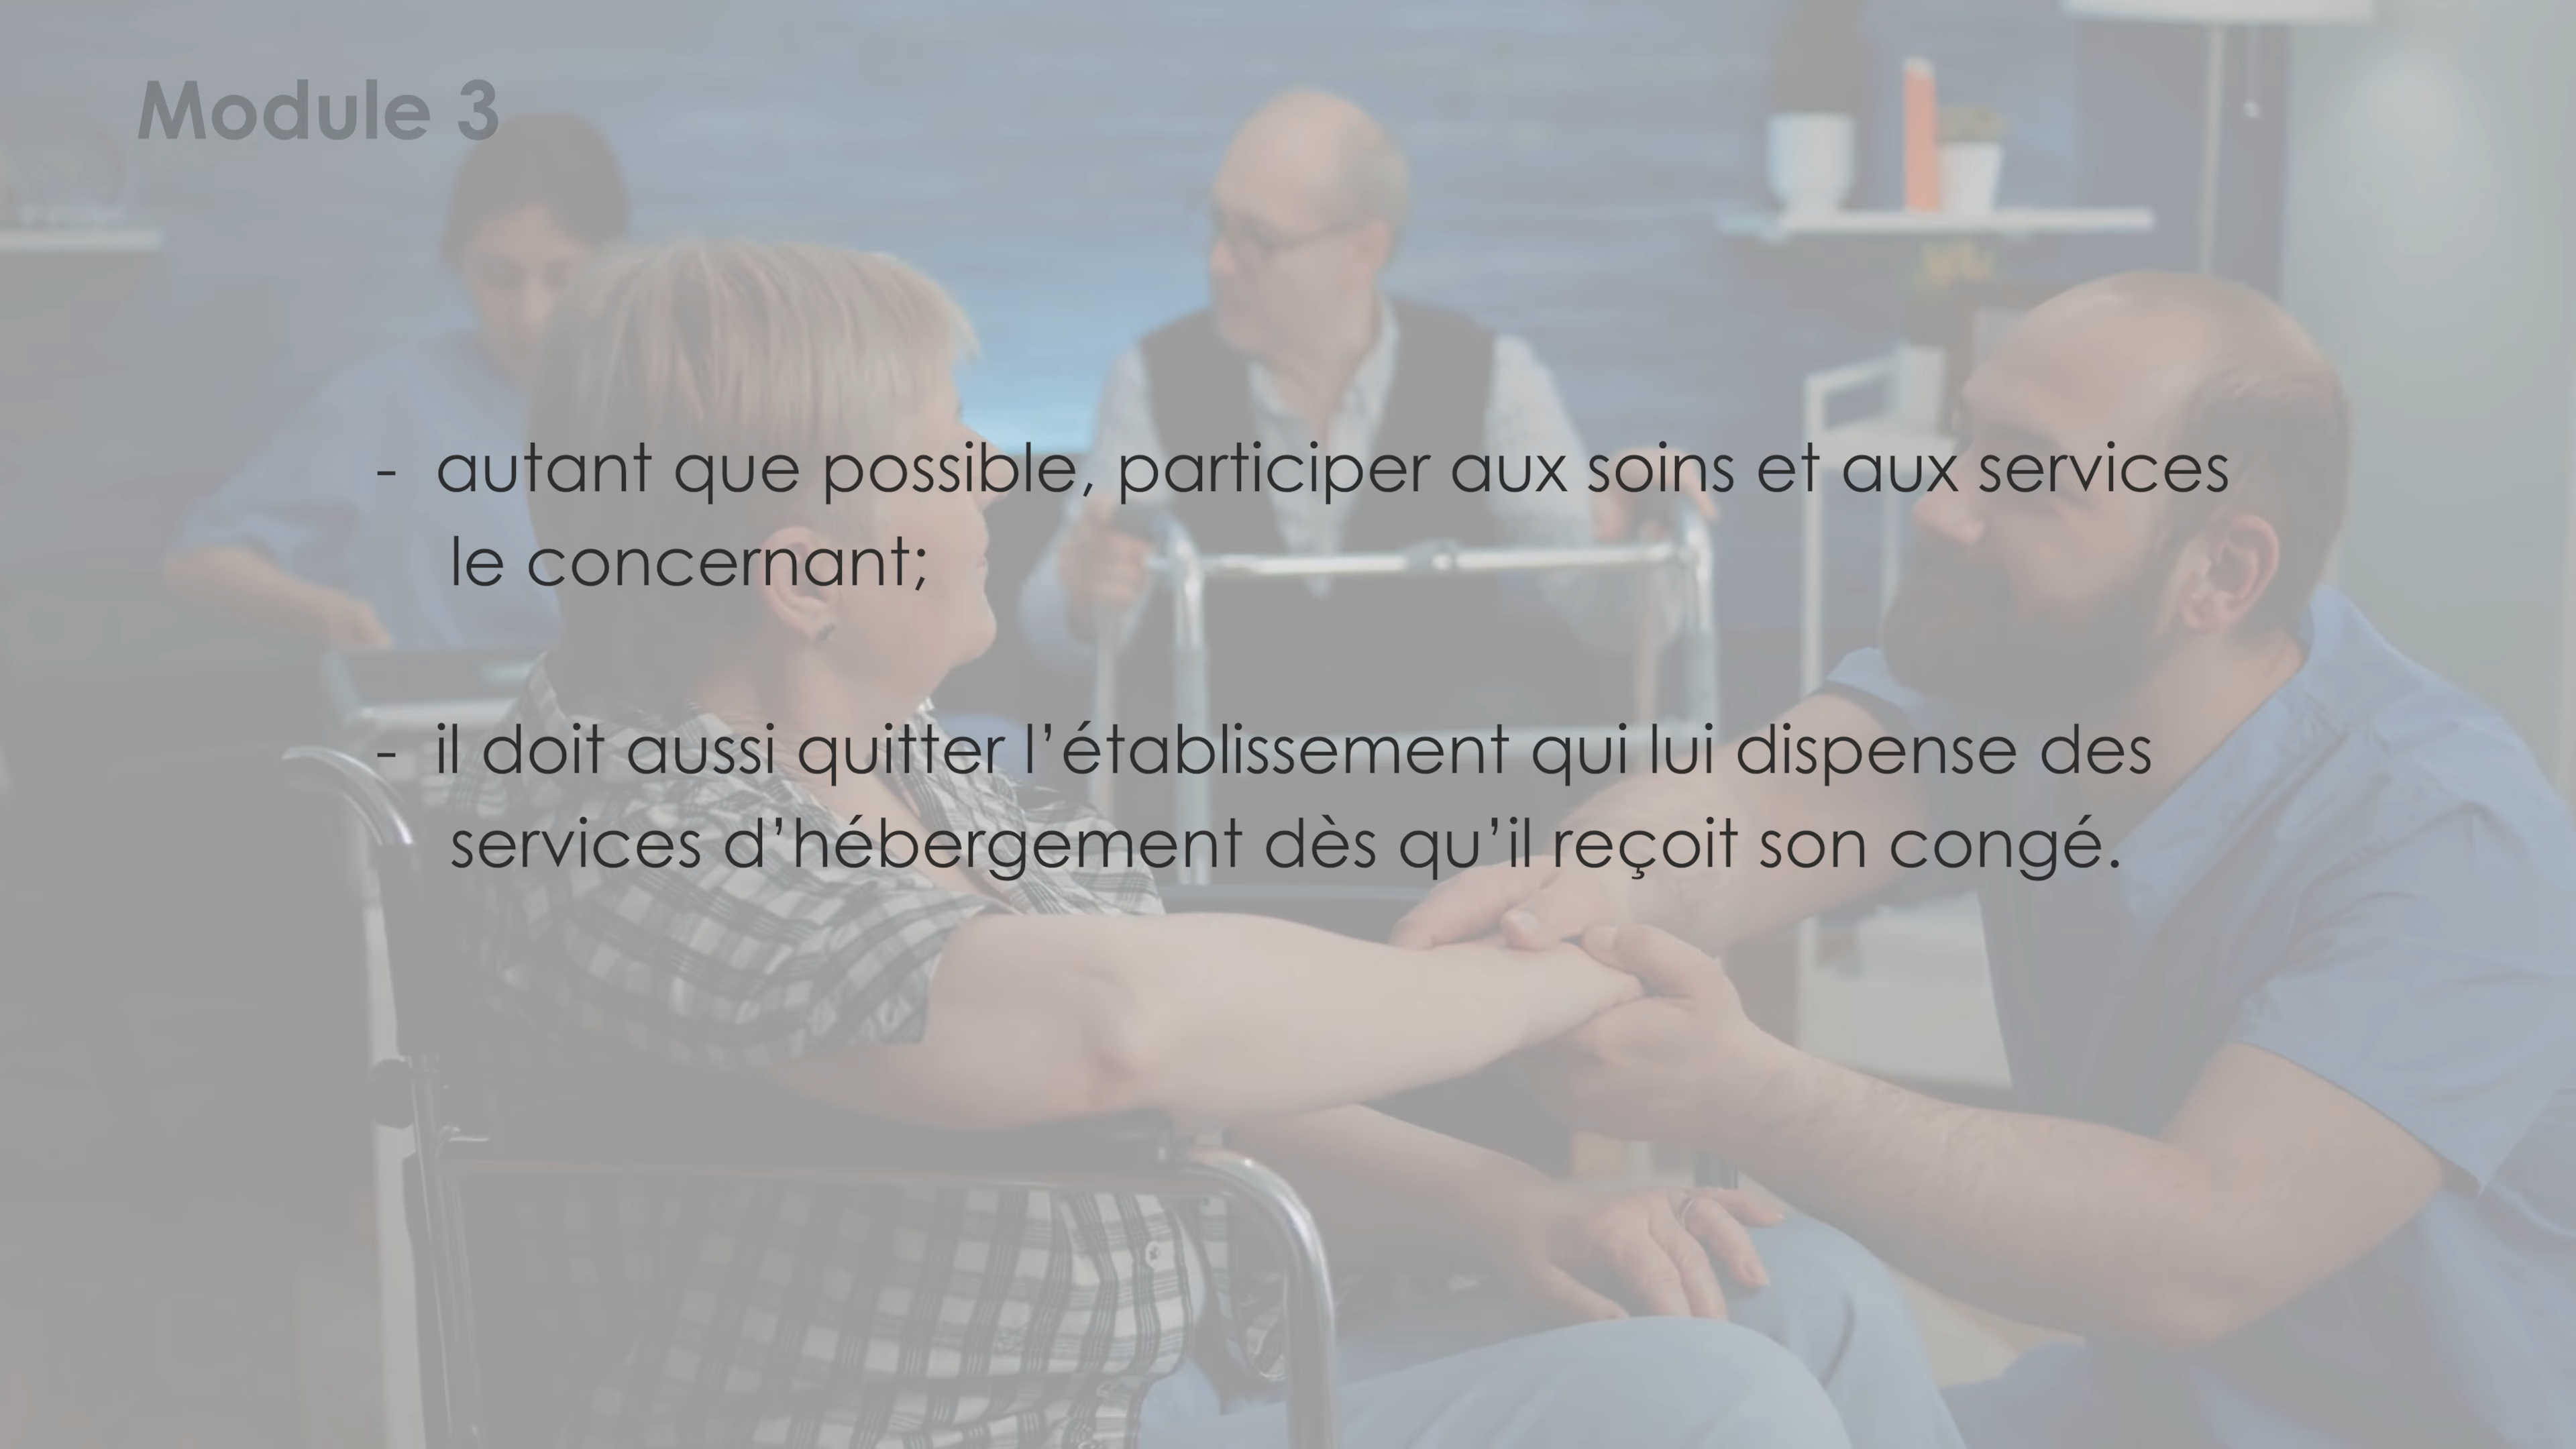 Module 3
- autant que possible, participer aux soins et aux services
le concernant;
- il doit aussi quitter l’établissement qui lui dispense des
services d’hébergement dès qu’il reçoit son congé.